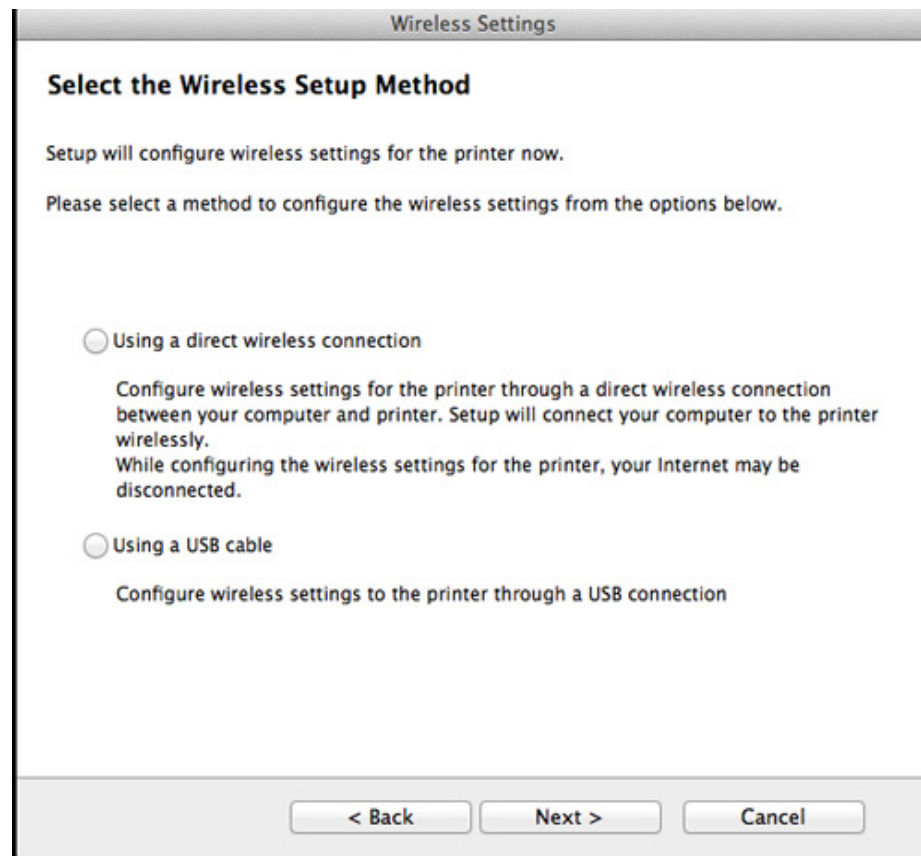 Wireless Settings
Select the Wireless Setup Method
Setup will configure wireless settings for the printer now.
Please select a method to configure the wireless settings from the options below.
Using a direct wireless connection
Configure wireless settings for the printer through a direct wireless connection
between your computer and printer. Setup will connect your computer to the printer
wirelessly.
While configuring the wireless settings for the printer, your Internet may be
disconnected.
Using a USB cable
Configure wireless settings to the printer through a USB connection
< Back Next > Cancel